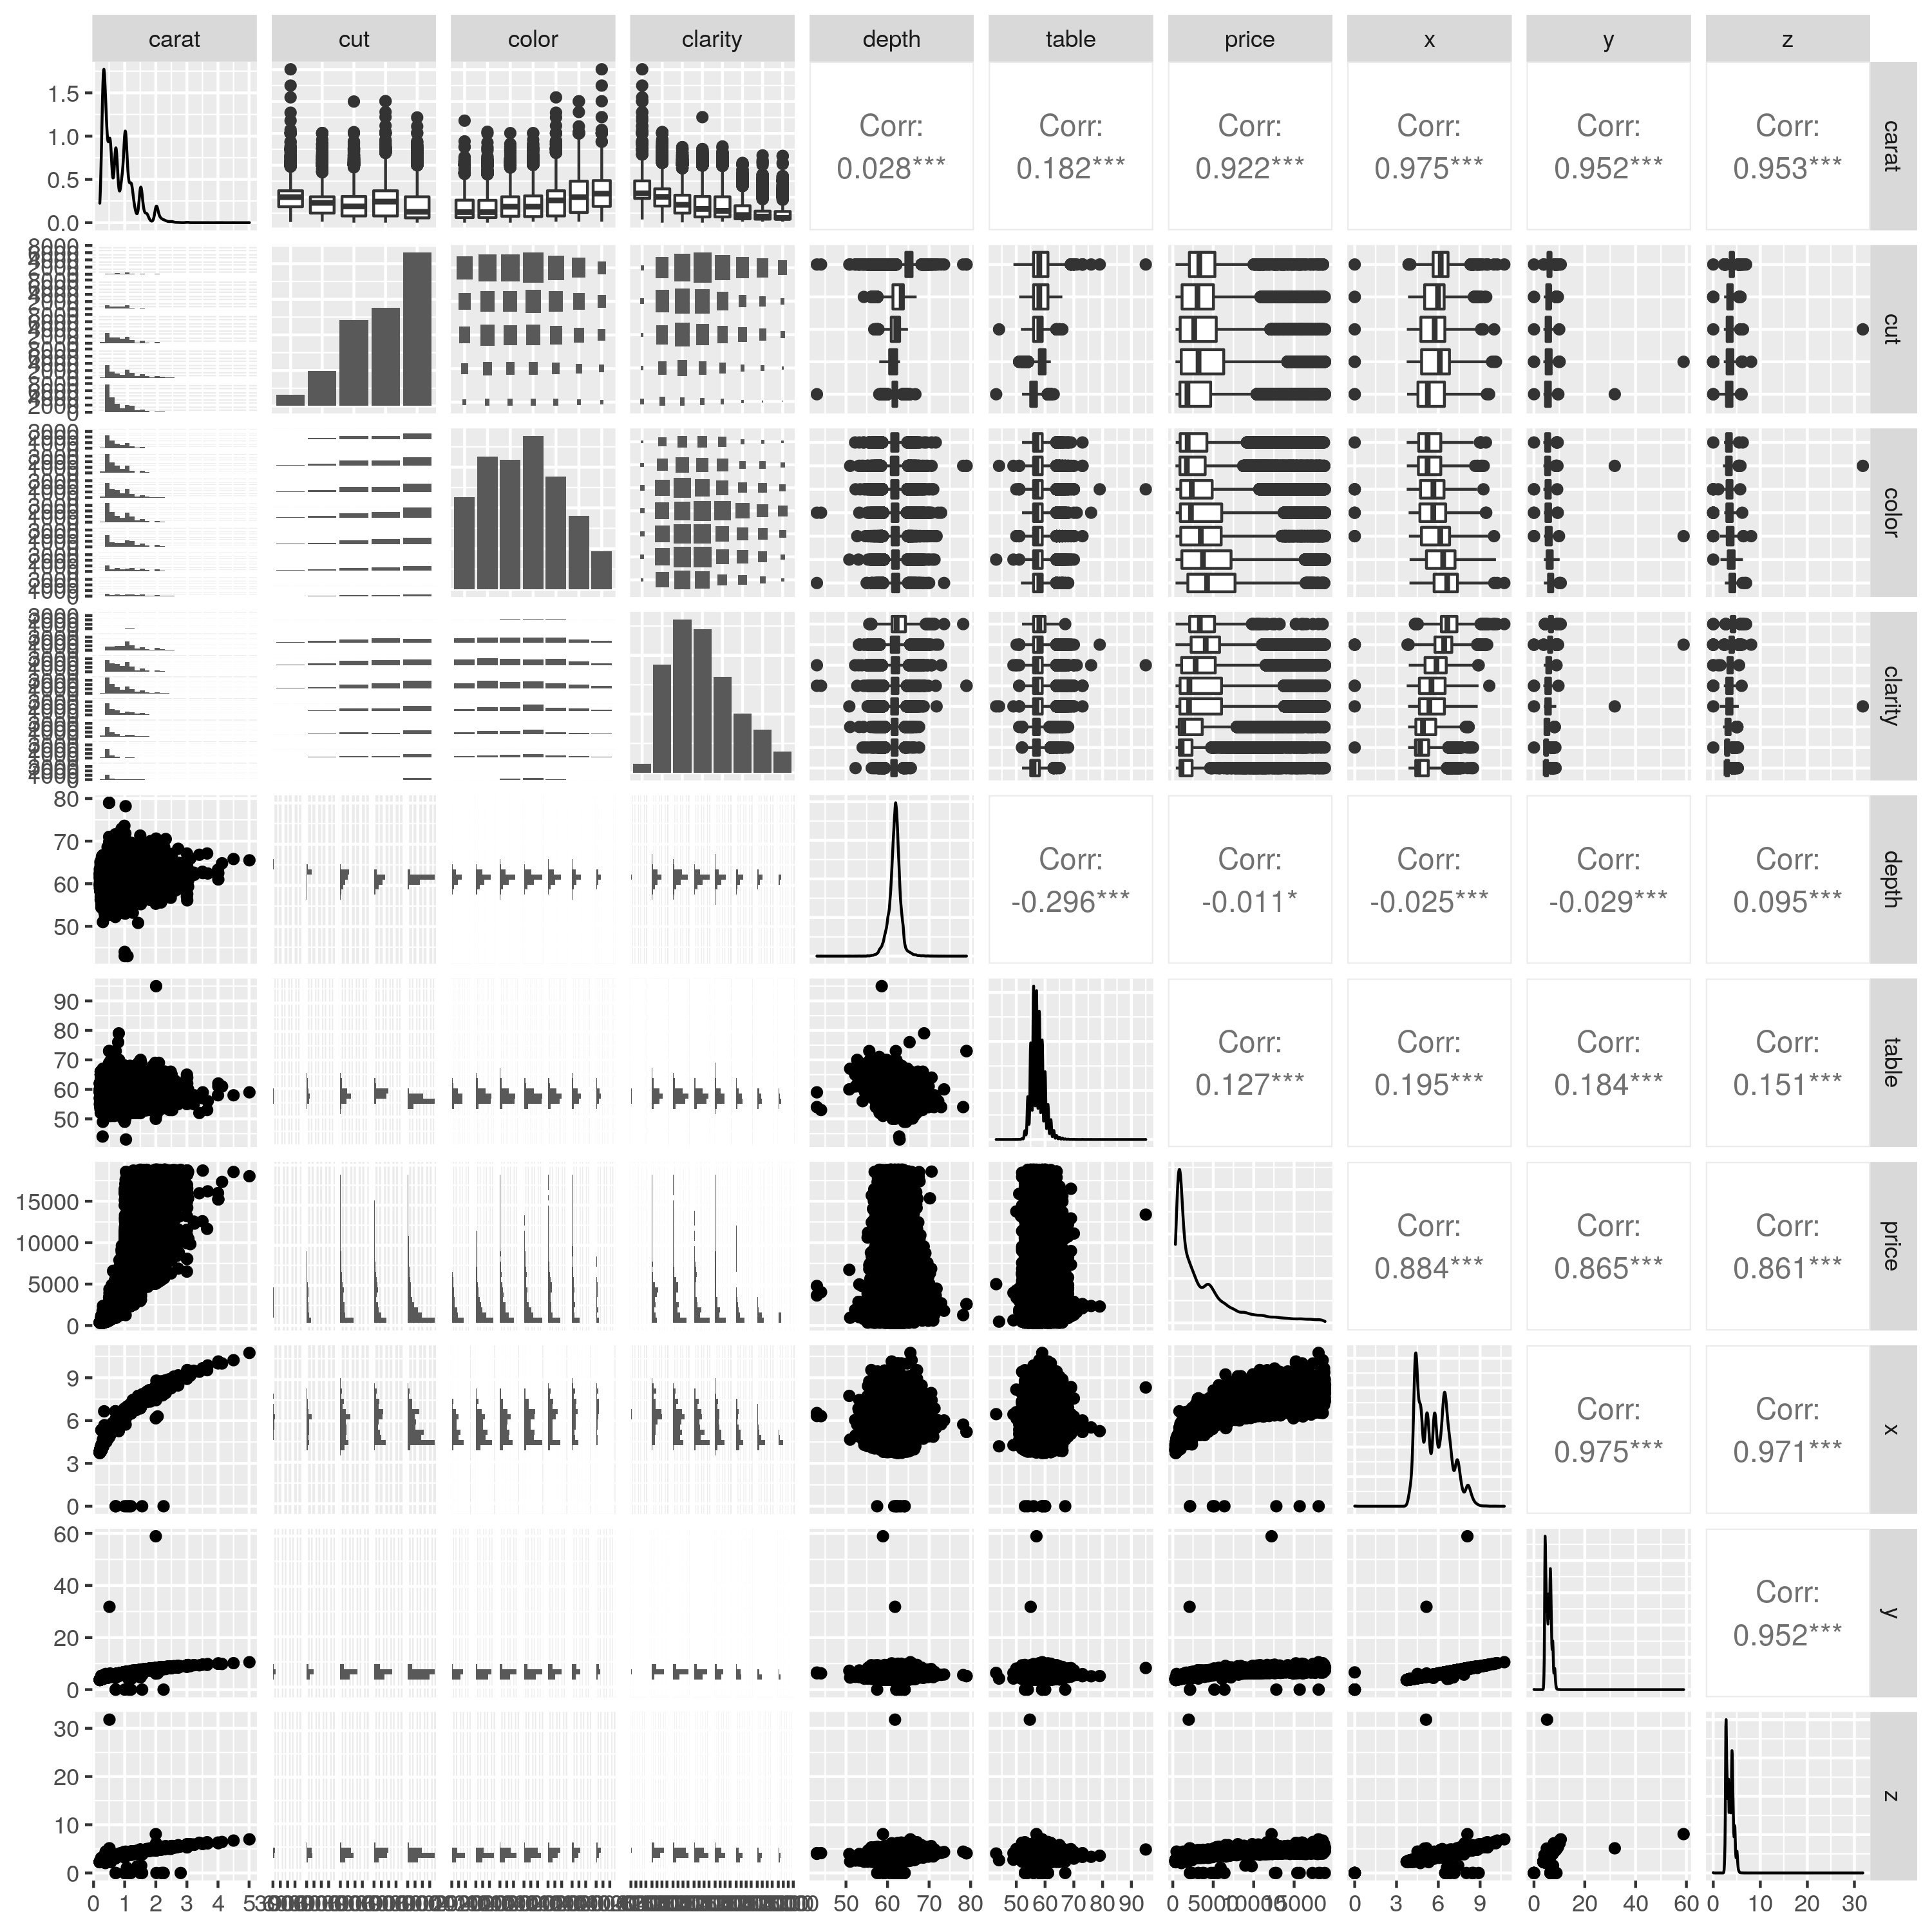 carat cut color clarity depth table price x y z
1.5
1.0
0.5
0.0
Corr:
0.028***
Corr:
0.182***
Corr:
0.922***
Corr:
0.975***
Corr:
0.952***
Corr:
0.953***
carat
8000
cut
3000
color
clarity
80
70
60
50
Corr:
-0.296***
Corr:
-0.011*
Corr:
-0.025***
Corr:
-0.029***
Corr:
0.095***
depth
90
80
70
60
50
Corr:
0.127***
Corr:
0.195***
Corr:
0.184***
Corr:
0.151***
table
15000
10000
5000
0
Corr:
0.884***
Corr:
0.865***
Corr:
0.861***
price
9
6
3
0
Corr:
0.975***
Corr:
0.971***
x
60
40
20
0
Corr:
0.952***
y
30
20
10
0
z
0 1 2 3 4 5
50 60 70 80
50 60 70 80 90
0 5000 10000 15000
0 3 6 9
0 20 40 60
0 10 20 30